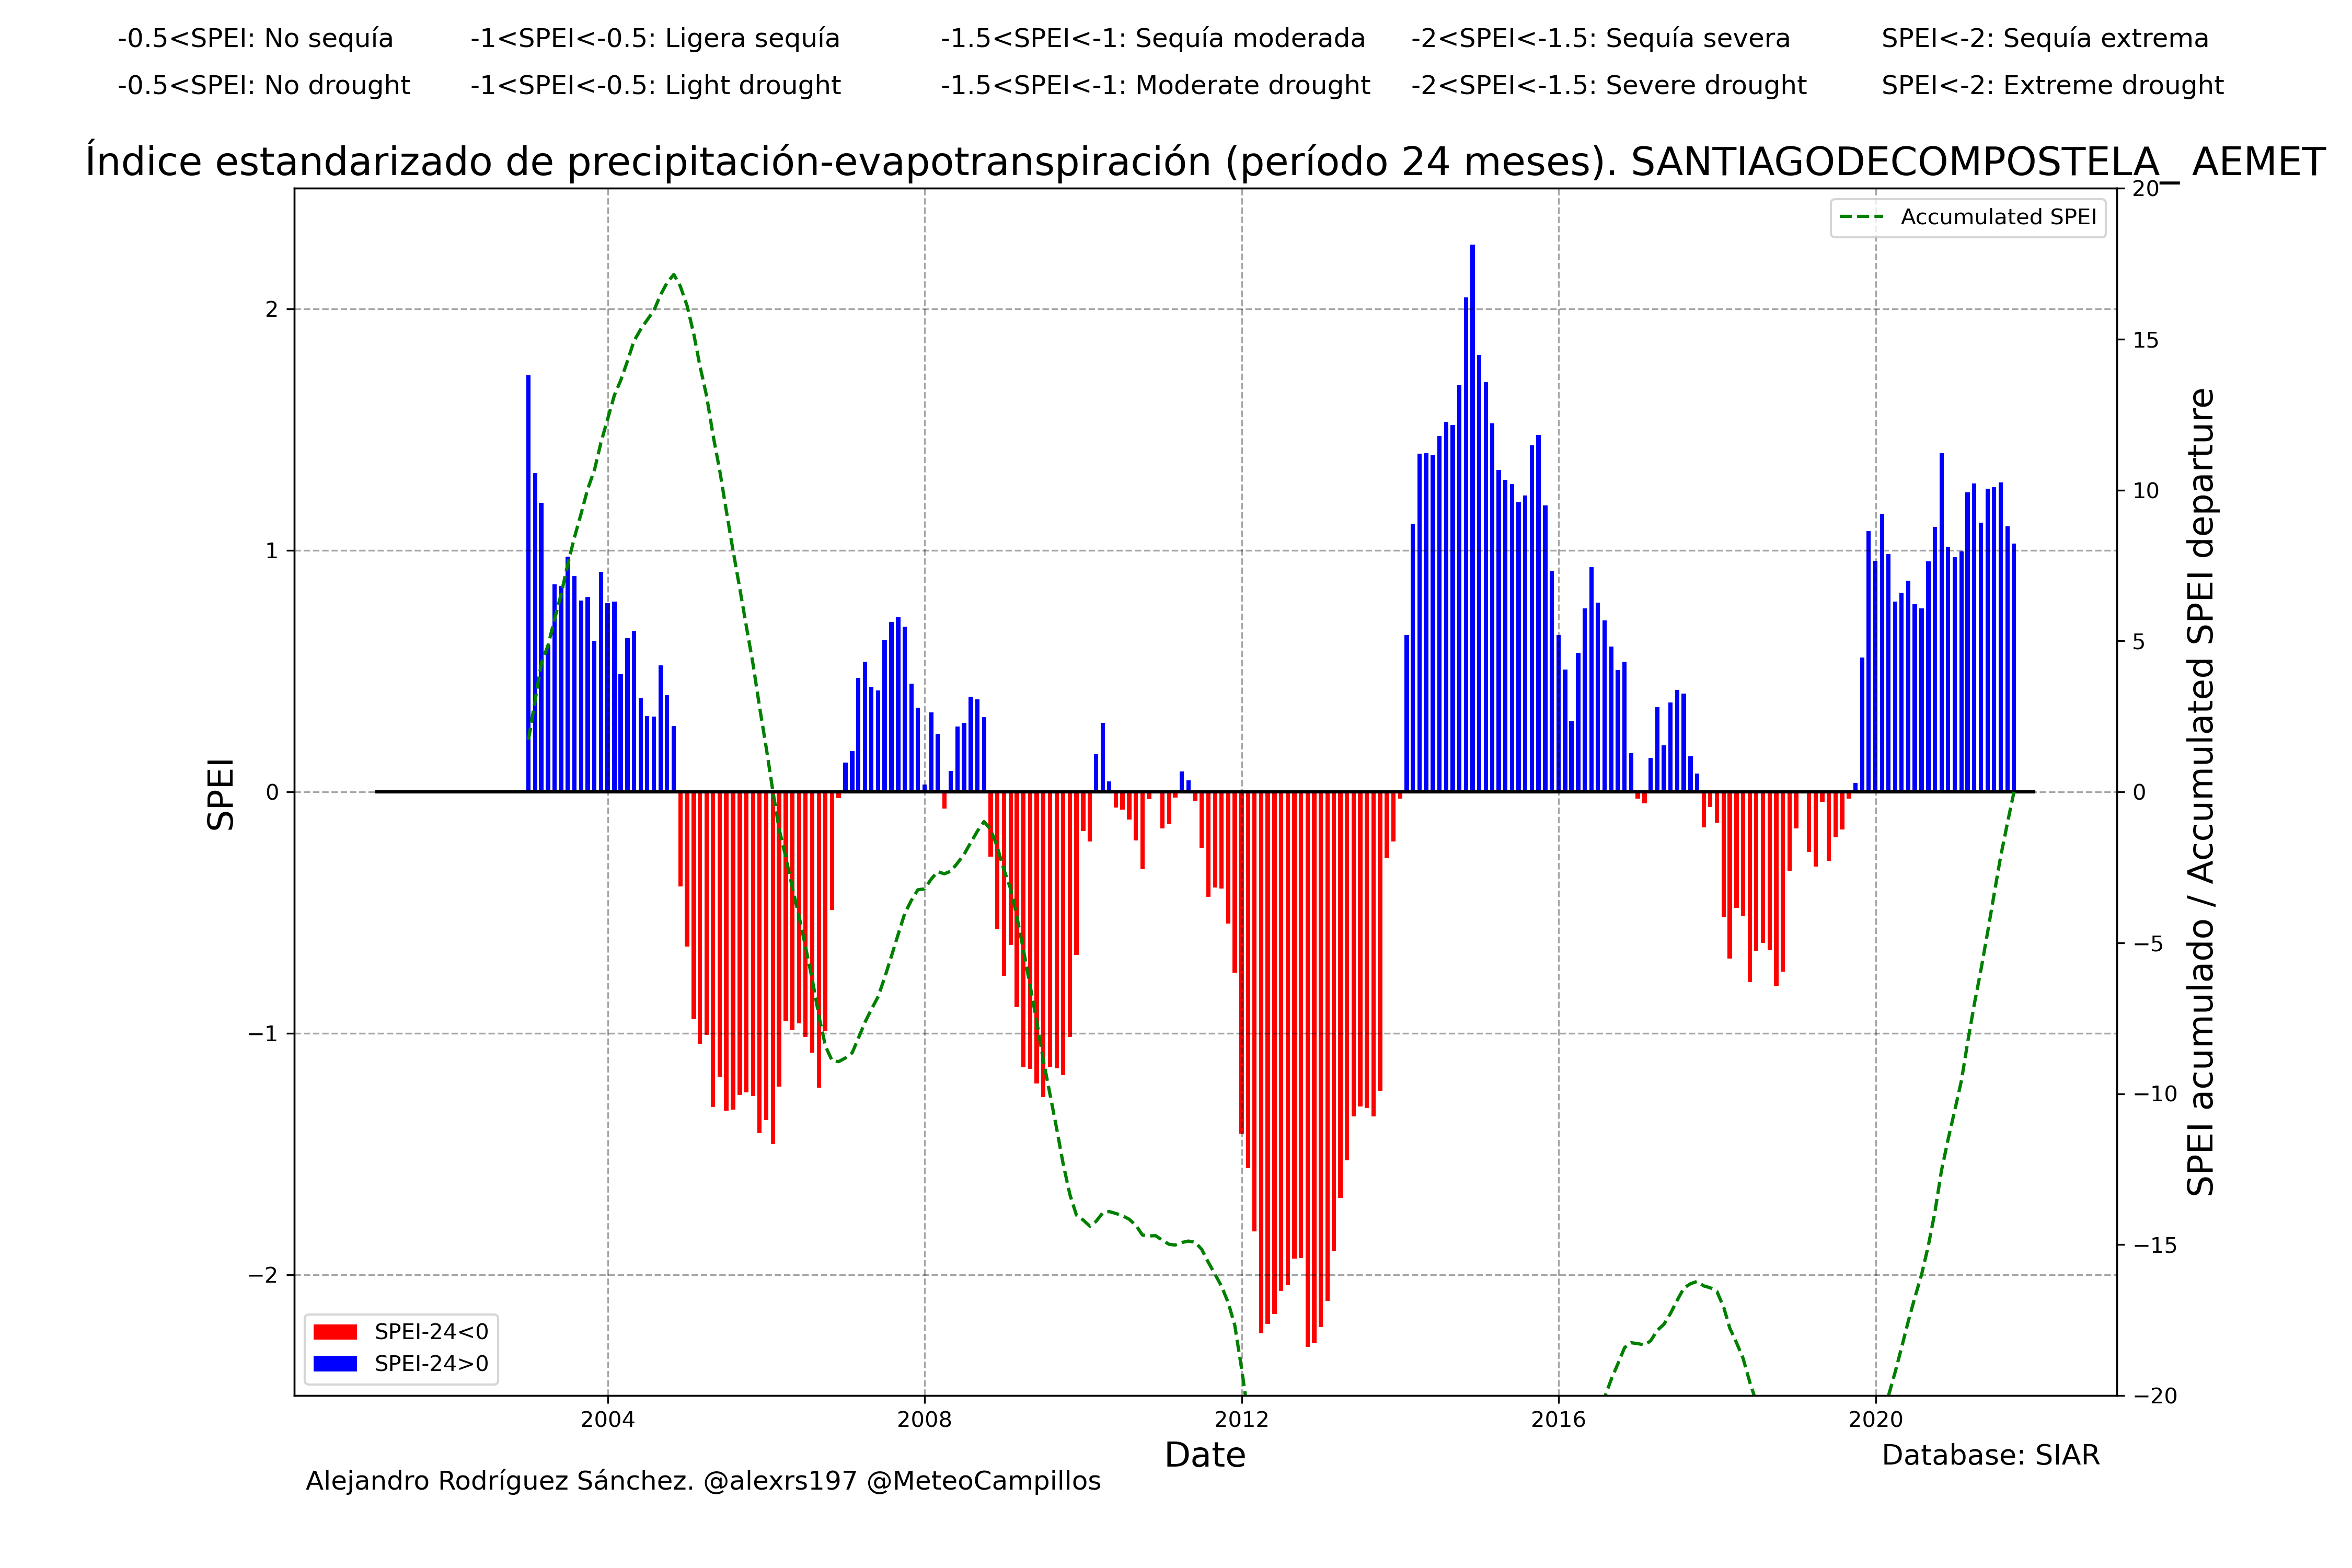 -0.5<SPEI: No sequía -1<SPEI<-0.5: Ligera sequía -1.5<SPEI<-1: Sequía moderada -2<SPEI<-1.5: Sequía severa SPEI<-2: Sequía extrema
-0.5<SPEI: No drought -1<SPEI<-0.5: Light drought -1.5<SPEI<-1: Moderate drought -2<SPEI<-1.5: Severe drought SPEI<-2: Extreme drought
Índice estandarizado de precipitación-evapotranspiración (período 24 meses). SANTIAGODECOMPOSTELA_ AEMET
Accumulated SPEI
SPEI
2
1
0
−1
−2
20
15
10
5
0
−5
−10
−15
−20
SPEI acumulado / Accumulated SPEI departure
SPEI-24<0
SPEI-24>0
2004 2008 2012 2016 2020
Date
Database: SIAR
Alejandro Rodríguez Sánchez. @alexrs197 @MeteoCampillos